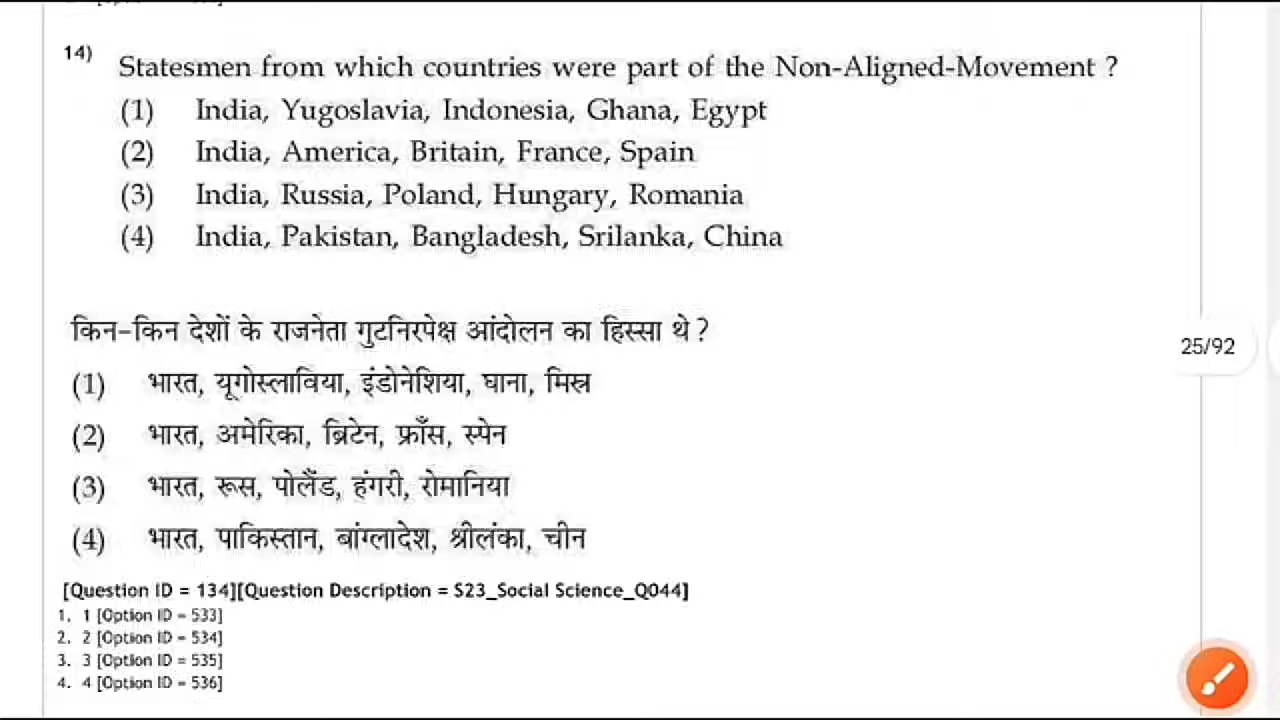 14) Statesmen from which countries were part of the Non-Aligned-Movement ?
(1) India, Yugoslavia, Indonesia, Ghana, Egypt
(2) India, America, Britain, France, Spain
(3) India, Russia, Poland, Hungary, Romania
(4) India, Pakistan, Bangladesh, Srilanka, China
किन-किन देशों के राजनेता गुटनिरपेक्ष आंदोलन का हिस्सा थे ?
(1) भारत, यूगोस्लाविया, इंडोनेशिया, घाना, मिस्र
(2) भारत, अमेरिका, ब्रिटेन, फ्राँस, स्पेन
(3) भारत, रूस, पोलैंड, हंगरी, रोमानिया
(4) भारत, पाकिस्तान, बांग्लादेश, श्रीलंका, चीन
25/92
[Question ID = 134][Question Description = S23_Social Science_Q044]
1. 1 [Option ID = 533]
2. 2 [Option ID = 534]
3. 3 [Option ID = 535]
4. 4 [Option ID = 536]